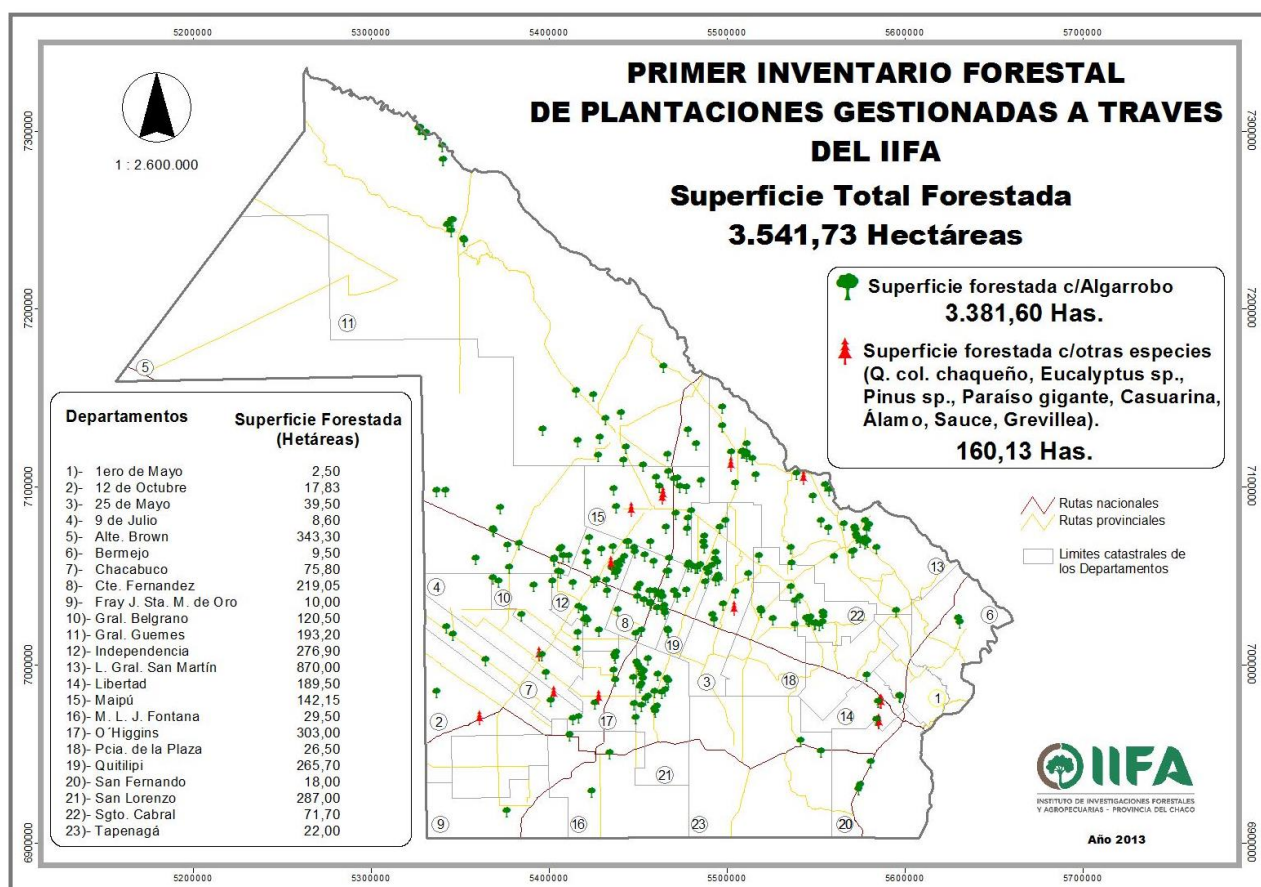 5200000 5300000 5400000 5500000 5600000 5700000
7300000 7200000 7100000 7000000 6900000
1 : 2.600.000
PRIMER INVENTARIO FORESTAL
DE PLANTACIONES GESTIONADAS A TRAVES
DEL IIFA
Superficie Total Forestada
3.541,73 Hectáreas
Superficie forestada c/Algarrobo
3.381,60 Has.
Superficie forestada c/otras especies
(Q. col. chaqueño, Eucalyptus sp.,
Pinus sp., Paraíso gigante, Casuarina,
Álamo, Sauce, Grevillea).
160,13 Has.
Rutas nacionales
Rutas provinciales
Limites catastrales de
los Departamentos
Departamentos Superficie Forestada
(Hetáreas)
1)- 1ero de Mayo 2,50
2)- 12 de Octubre 17,83
3)- 25 de Mayo 39,50
4)- 9 de Julio 8,60
5)- Alte. Brown 343,30
6)- Bermejo 9,50
7)- Chacabuco 75,80
8)- Cte. Fernandez 219,05
9)- Fray J. Sta. M. de Oro 10,00
10)- Gral. Belgrano 120,50
11)- Gral. Guemes 193,20
12)- Independencia 276,90
13)- L. Gral. San Martín 870,00
14)- Libertad 189,50
15)- Maipú 142,15
16)- M. L. J. Fontana 29,50
17)- O´Higgins 303,00
18)- Pcia. de la Plaza 26,50
19)- Quitilipi 265,70
20)- San Fernando 18,00
21)- San Lorenzo 287,00
22)- Sgto. Cabral 71,70
23)- Tapenagá 22,00
11
5
15
4
10
12
8
19
13
22
6
7
3
18
1
2
17
14
21
9
16
23
20
IIFA
INSTITUTO DE INVESTIGACIONES FORESTALES
Y AGROPECUARIAS - PROVINCIA DEL CHACO
Año 2013
5200000 5300000 5400000 5500000 5600000 5700000
7300000 7200000 7100000 7000000 6900000